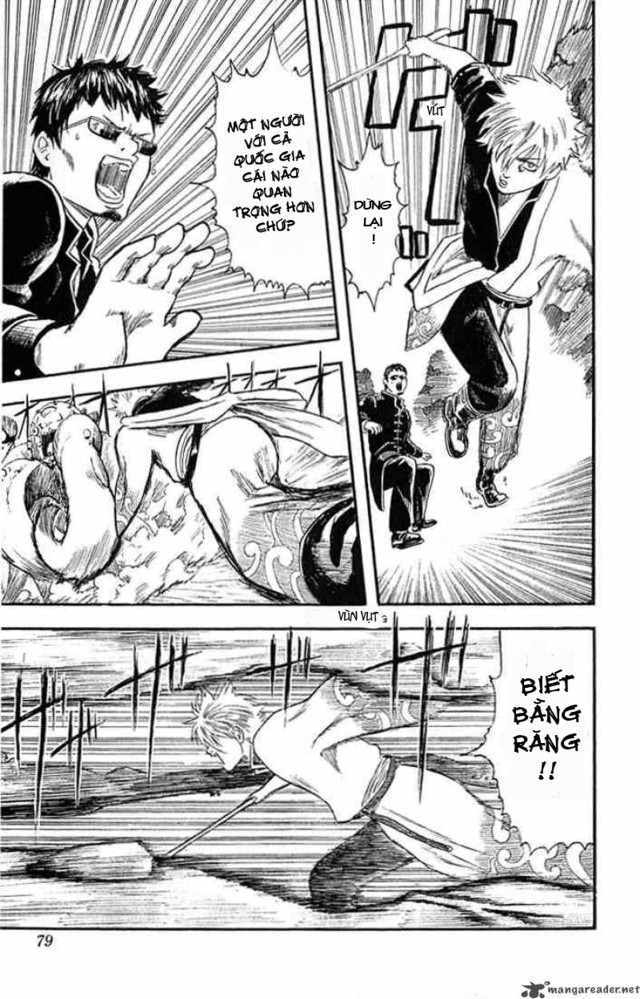 VÚT
DỪNG
LẠI
!
MỘT NGƯỜI
VỚI CẢ
QUỐC GIA
CÁI NÀO
QUAN
TRỌNG HƠN
CHỨ?
VÙN VỤT
BIẾT
BẰNG
RĂNG
!!
79
mangareader.net